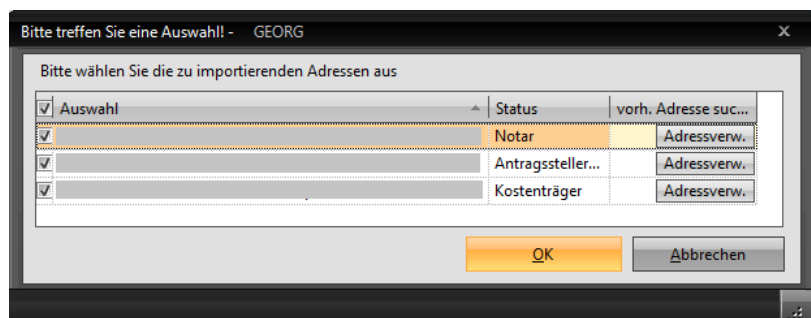 Bitte treffen Sie eine Auswahl! - GEORG x
Bitte wählen Sie die zu importierenden Adressen aus
Auswahl Status vorh. Adresse suc...
Notar Adressverw.
Antragssteller... Adressverw.
Kostenträger Adressverw.
OK Abbrechen